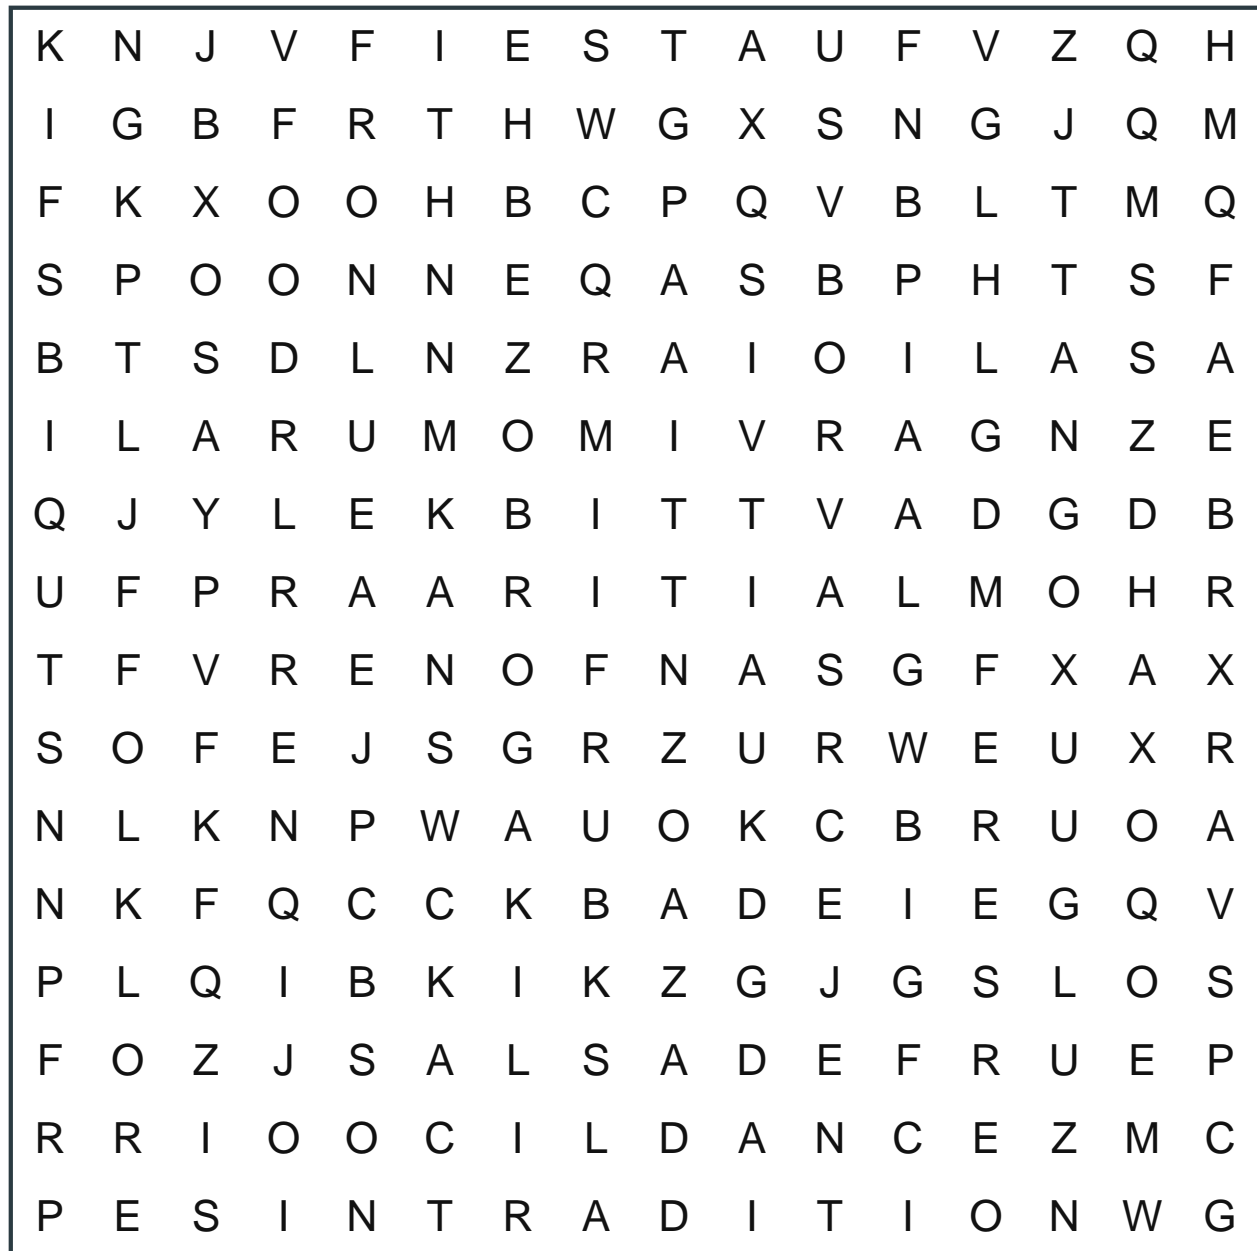 K N J V F I E S T A U F V Z Q H
I G B F R T H W G X S N G J Q M
F K X O O H B C P Q V B L T M Q
S P O O N N E Q A S B P H T S F
B T S D L N Z R A I O I L A S A
I L A R U M O M I V R A G N Z E
Q J Y L E K B I T T V A D G D B
U F P R A A R I T I A L M O H R
T F V R E N O F N A S G F X A X
S O F E J S G R Z U R W E U X R
N L K N P W A U O K C B R U O A
N K F Q C C K B A D E I E G Q V
P L Q I B K I K Z G J G S L O S
F O Z J S A L S A D E F R U E P
R R I O O C I L D A N C E Z M C
P E S I N T R A D I T I O N W G